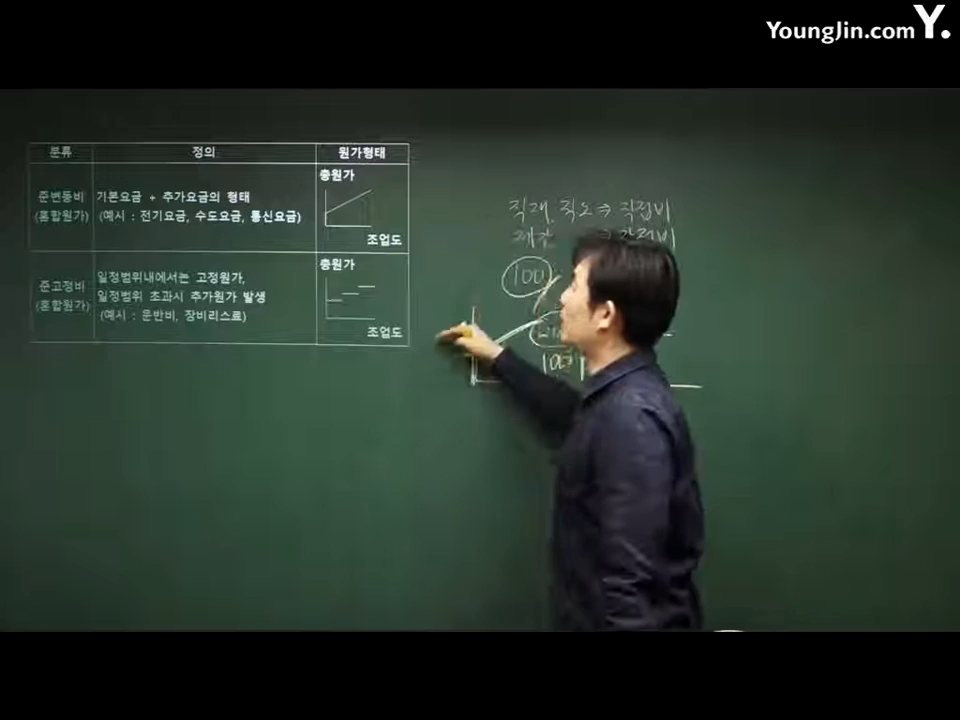 YoungJin.com Y.
분류 정의 원가형태
준변동비 기본요금 + 추가요금의 형태 총원가
(혼합원가) (예시 : 전기요금, 수도요금, 통신요금)
조업도
준고정비 일정범위내에서는 고정원가, 총원가
(혼합원가) 일정범위 초과시 추가원가 발생
(예시 : 운반비, 장비리스료)
조업도
직재, 직노 ⇒ 직접비
100